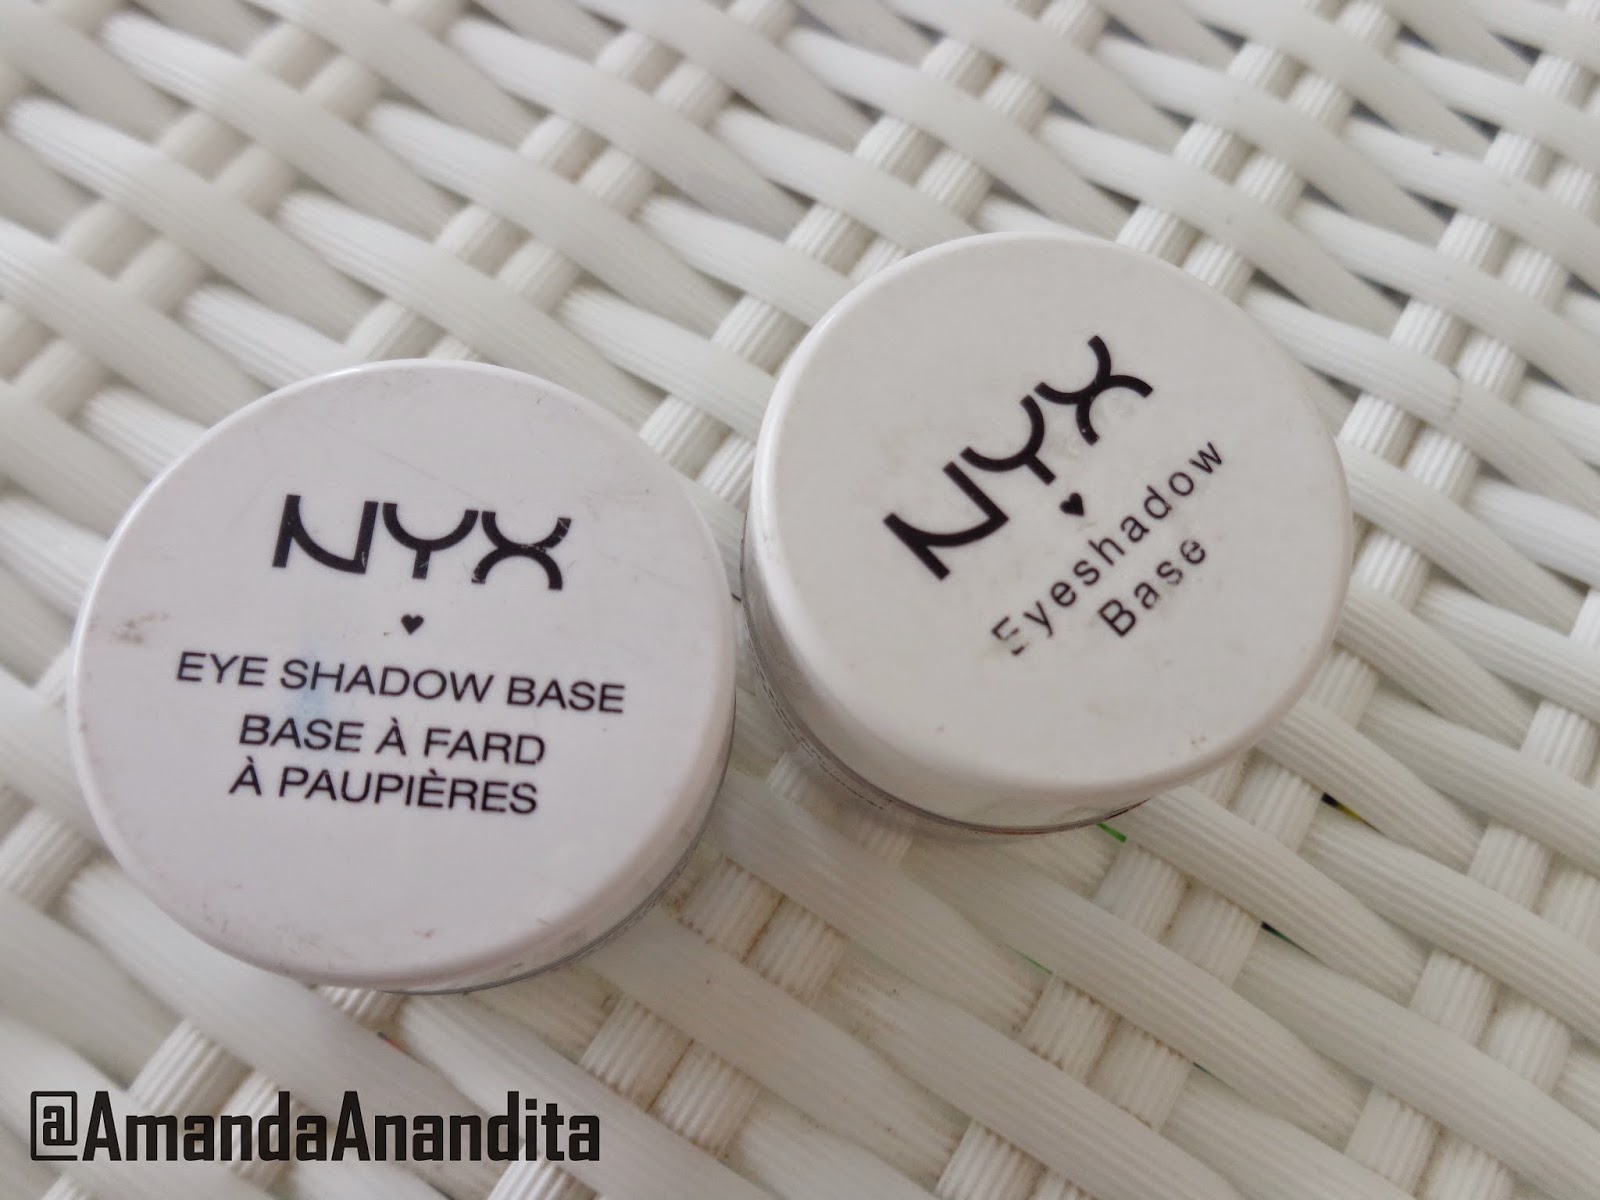 NYX
EYE SHADOW BASE
BASE À FARD
À PAUPIÈRES
NYX
Eyeshadow
Base
@AmandaAnandita